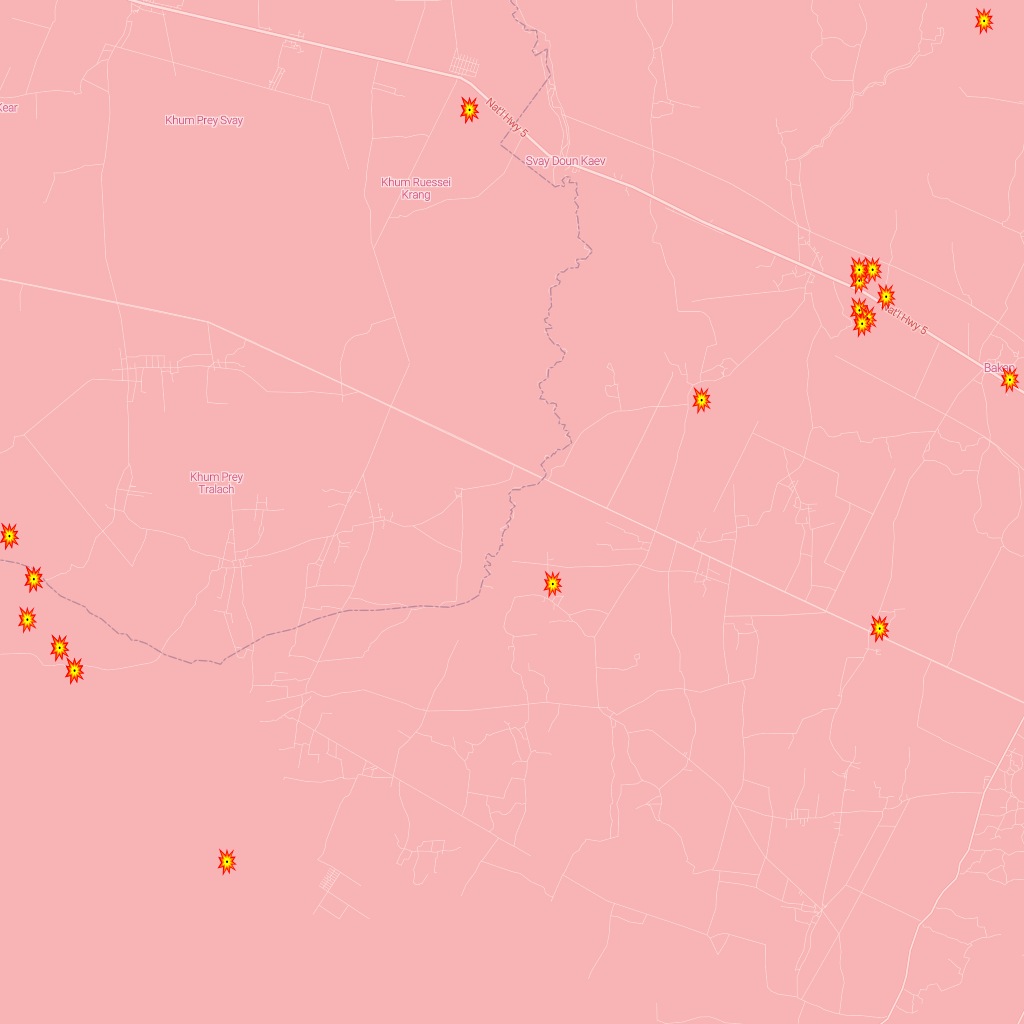 Kear
Nat'l Hwy 5
Khum Prey Svay
Svay Doun Kaev
Khum Ruessei
Krang
Nat'l Hwy 5
Bakan
Khum Prey
Tralach